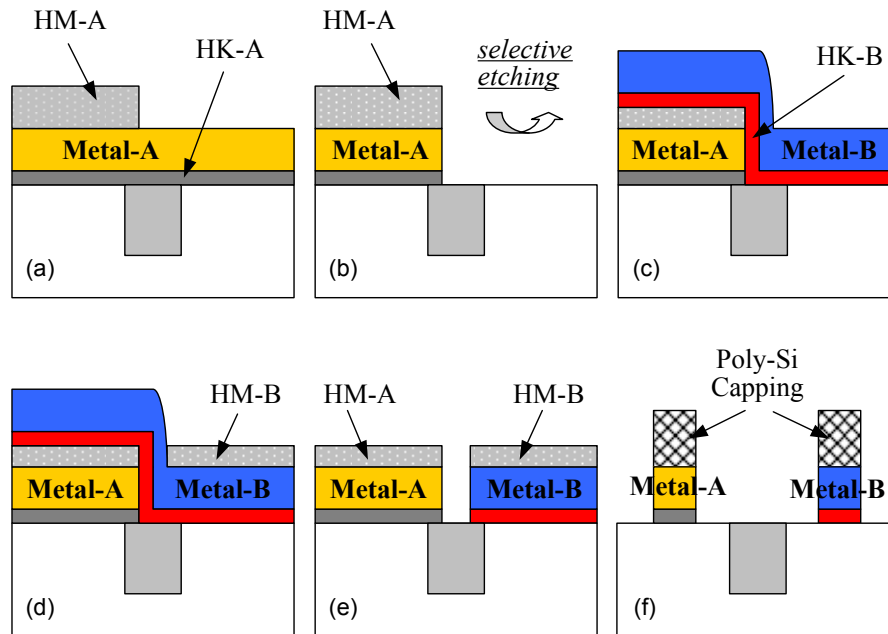 HM-A
HK-A
Metal-A
(a)
HM-A
selective
etching
Metal-A
(b)
HK-B
Metal-A
Metal-B
(c)
HM-B
Metal-A
Metal-B
(d)
HM-A
HM-B
Metal-A
Metal-B
(e)
Poly-Si
Capping
Metal-A
Metal-B
(f)